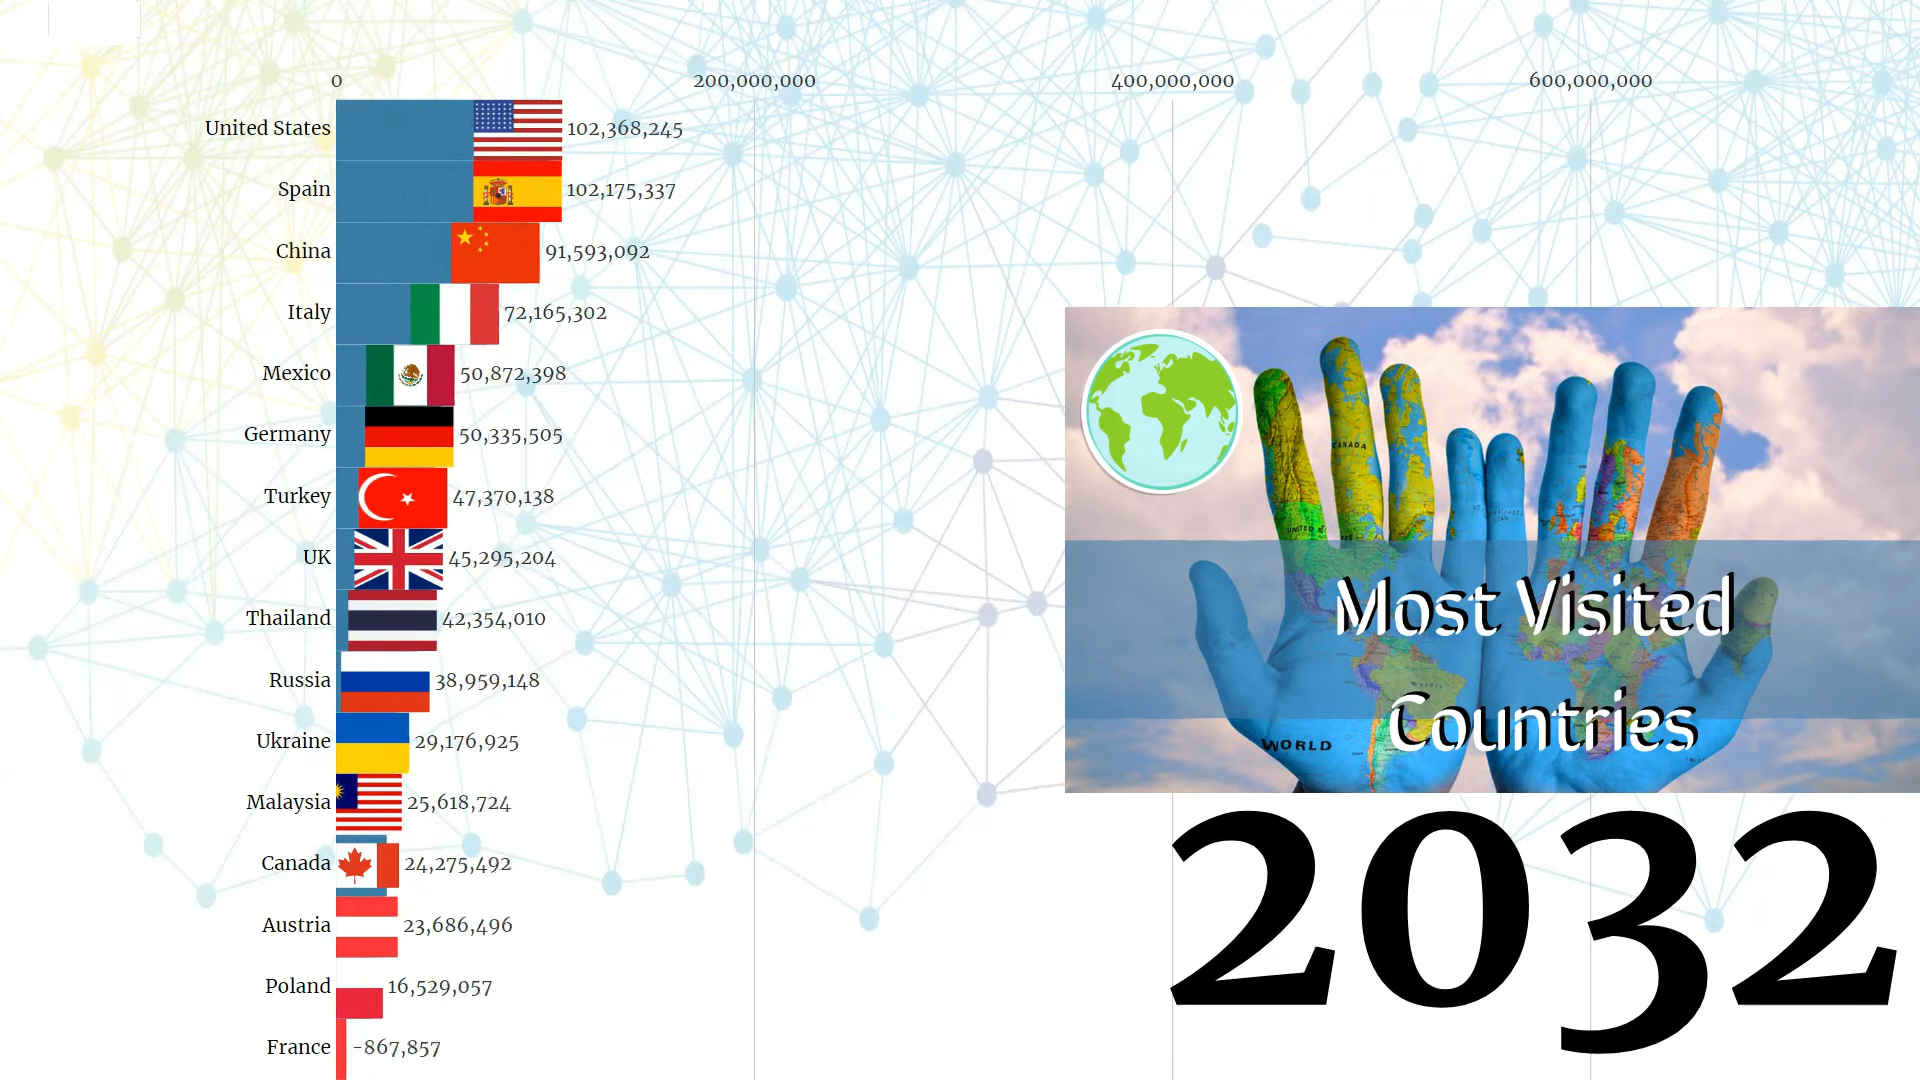 0 200,000,000 400,000,000 600,000,000
United States 102,368,245
Spain 102,175,337
China 91,593,092
Italy 72,165,302
Mexico 50,872,398
Germany 50,335,505
Turkey 47,370,138
UK 45,295,204
Thailand 42,354,010
Russia 38,959,148
Ukraine 29,176,925
Malaysia 25,618,724
Canada 24,275,492
Austria 23,686,496
Poland 16,529,057
France -867,857
CANADA
UNITED
Most Visited
Countries
BRAZIL
WORLD
2032